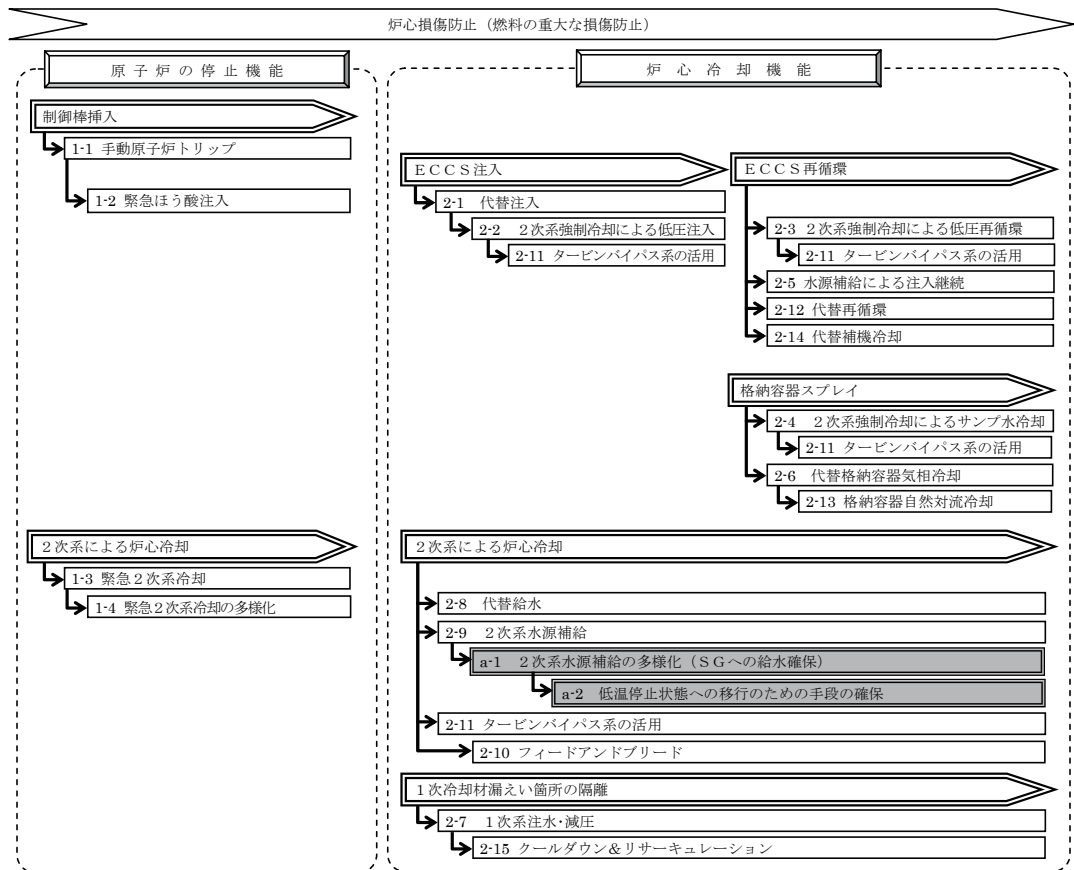 炉心損傷防止（燃料の重大な損傷防止）
原子炉の停止機能
制御棒挿入
1-1 手動原子炉トリップ
1-2 緊急ほう酸注入
２次系による炉心冷却
1-3 緊急２次系冷却
1-4 緊急２次系冷却の多様化
炉心冷却機能
ＥＣＣＳ注入
2-1 代替注入
2-2 ２次系強制冷却による低圧注入
2-11 タービンバイパス系の活用
ＥＣＣＳ再循環
2-3 ２次系強制冷却による低圧再循環
2-11 タービンバイパス系の活用
2-5 水源補給による注入継続
2-12 代替再循環
2-14 代替補機冷却
格納容器スプレイ
2-4 ２次系強制冷却によるサンプ水冷却
2-11 タービンバイパス系の活用
2-6 代替格納容器気相冷却
2-13 格納容器自然対流冷却
２次系による炉心冷却
2-8 代替給水
2-9 ２次系水源補給
a-1 ２次系水源補給の多様化（ＳＧへの給水確保）
a-2 低温停止状態への移行のための手段の確保
2-11 タービンバイパス系の活用
2-10 フィードアンドブリード
１次冷却材漏えい箇所の隔離
2-7 １次系注水･減圧
2-15 クールダウン＆リサーキュレーション